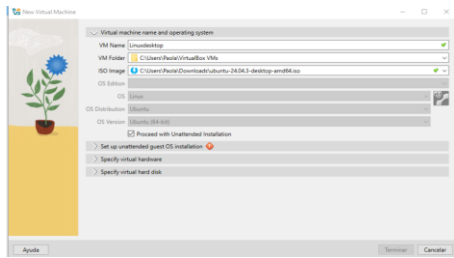 New Virtual Machine
Virtual machine name and operating system
VM Name Linuxdesktop
VM Folder C:\Users\Paola\VirtualBox VMs
ISO Image C:\Users\Paola\Downloads\ubuntu-24.04.3-desktop-amd64.iso
OS Edition
OS Linux
OS Distribution Ubuntu
OS Version Ubuntu (64-bit)
Proceed with Unattended Installation
Set up unattended guest OS installation
Specify virtual hardware
Specify virtual hard disk
Ayuda Terminar Cancelar